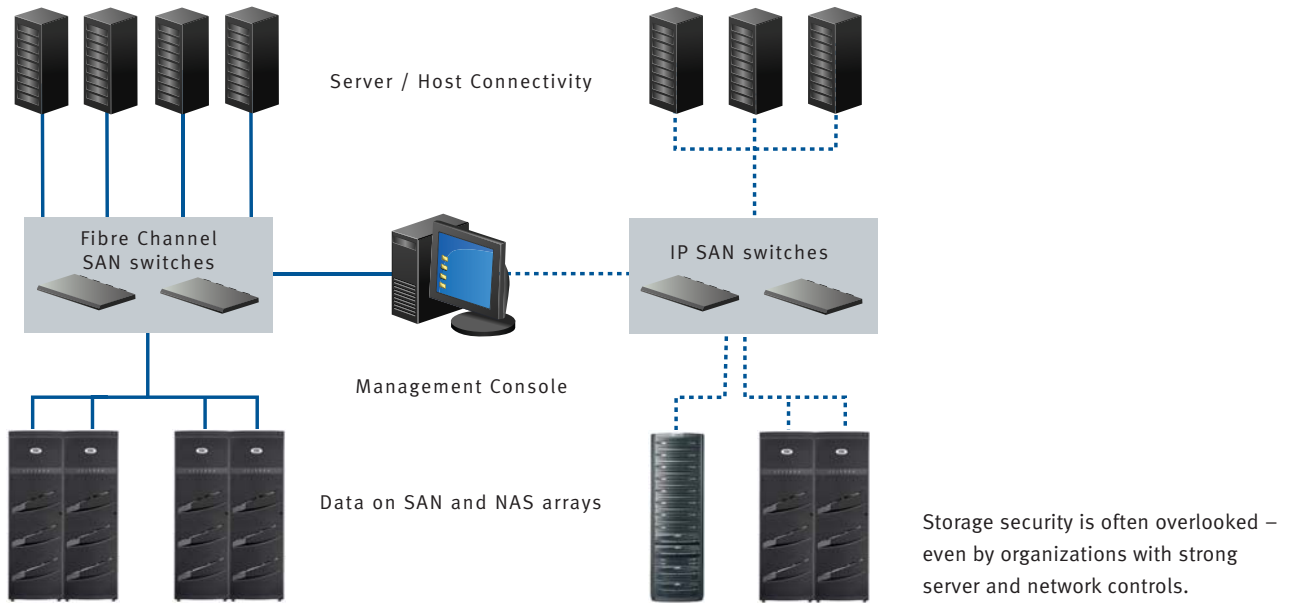 Server / Host Connectivity
Fibre Channel
SAN switches
IP SAN switches
Management Console
Data on SAN and NAS arrays
Storage security is often overlooked –
even by organizations with strong
server and network controls.